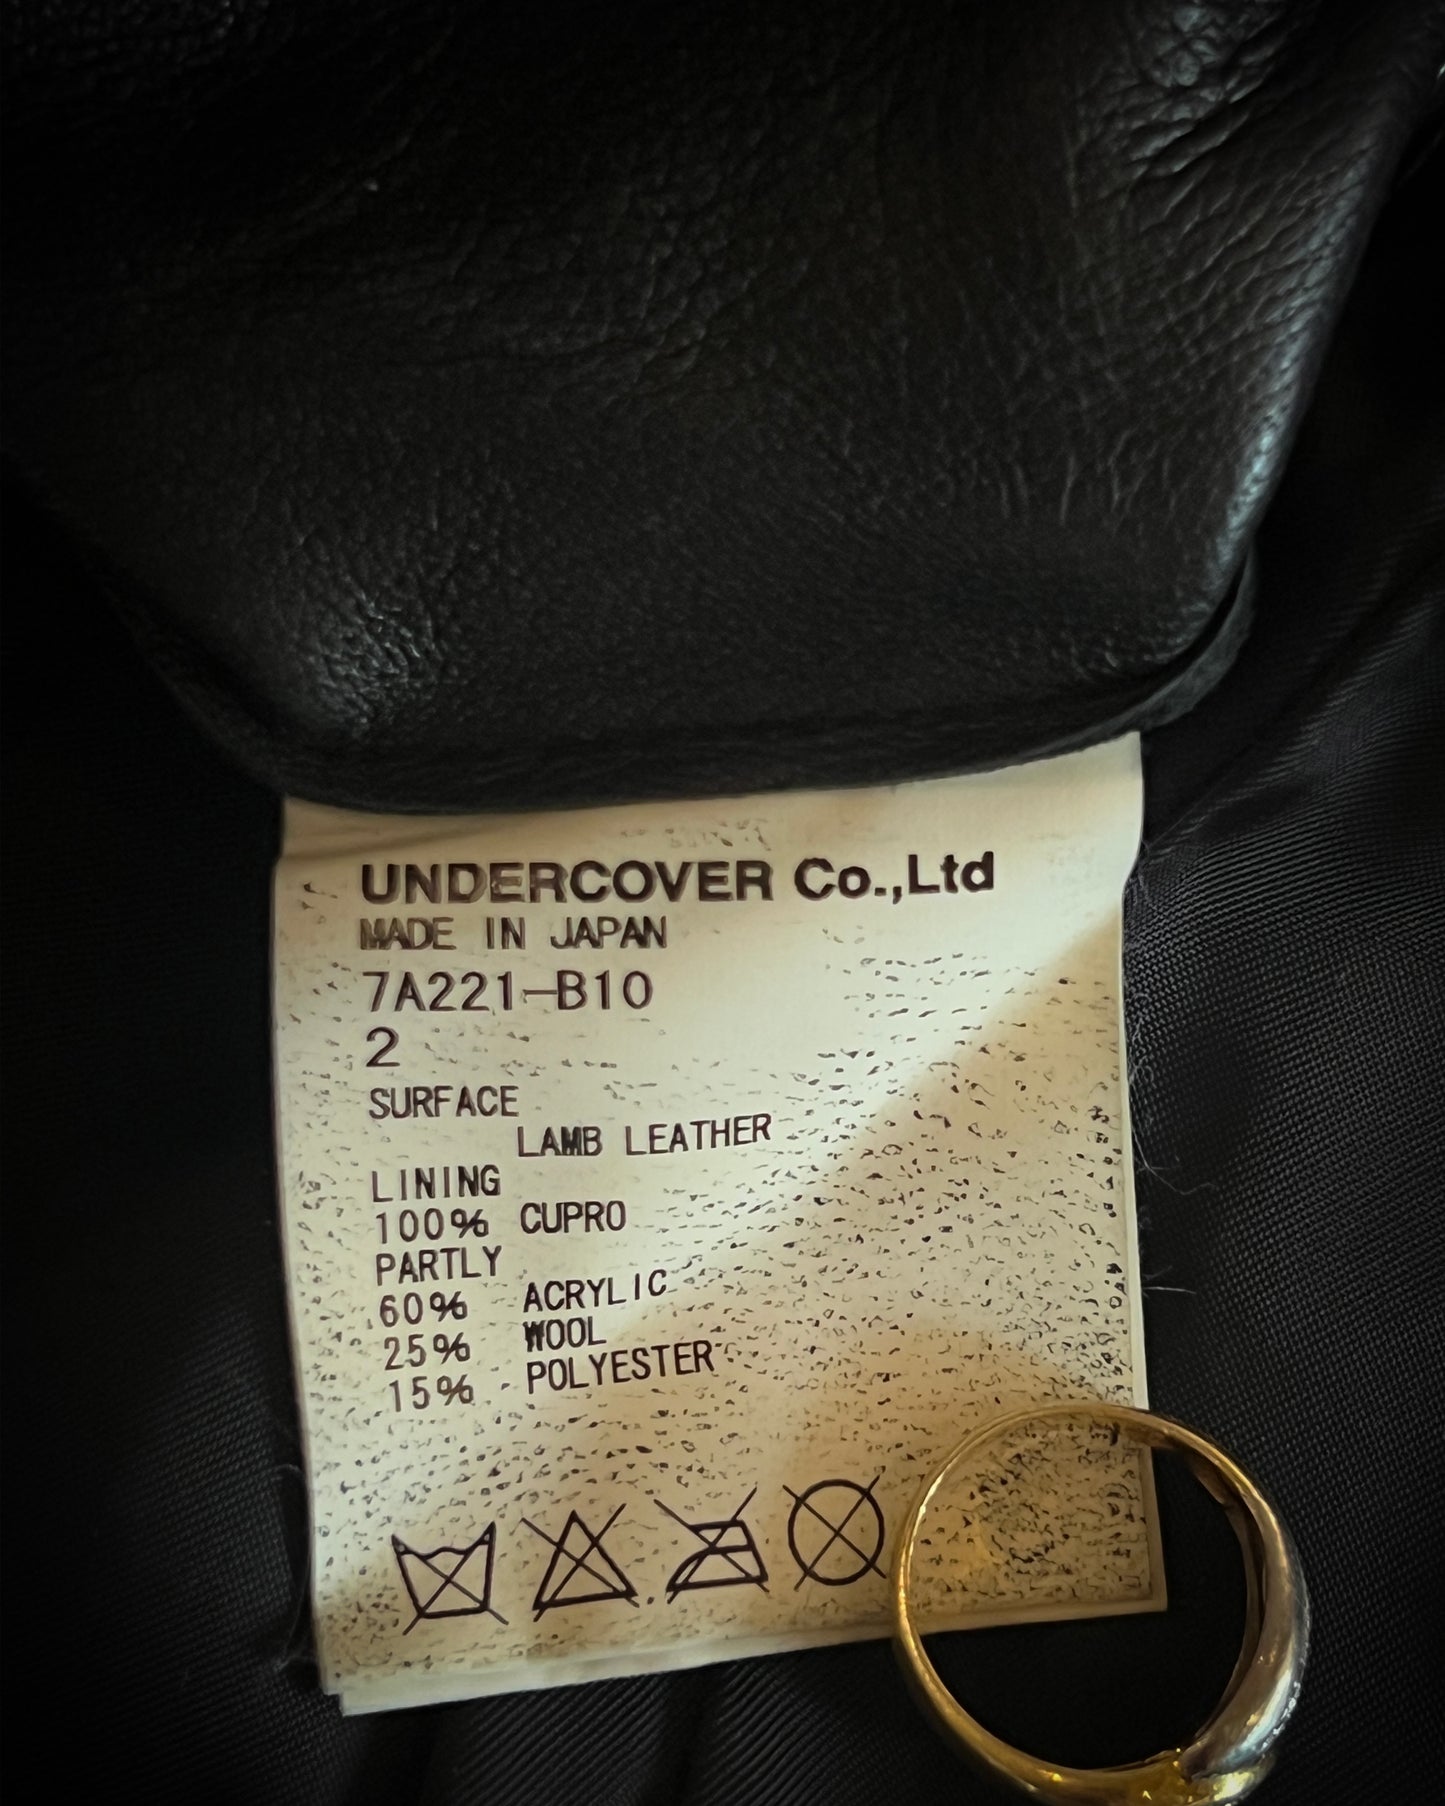 UNDERCOVER Co.,Ltd
MADE IN JAPAN
7A221-B10
2
SURFACE
LAMB LEATHER
LINING
100% CUPRO
PARTLY
60% ACRYLIC
25% WOOL
15% POLYESTER